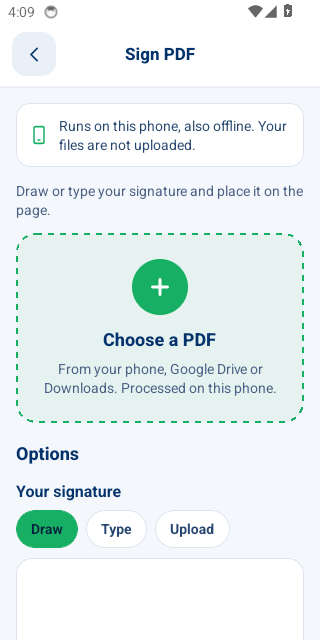 4:09
Sign PDF
Runs on this phone, also offline. Your
files are not uploaded.
Draw or type your signature and place it on the
page.
Choose a PDF
From your phone, Google Drive or
Downloads. Processed on this phone.
Options
Your signature
Draw
Type
Upload